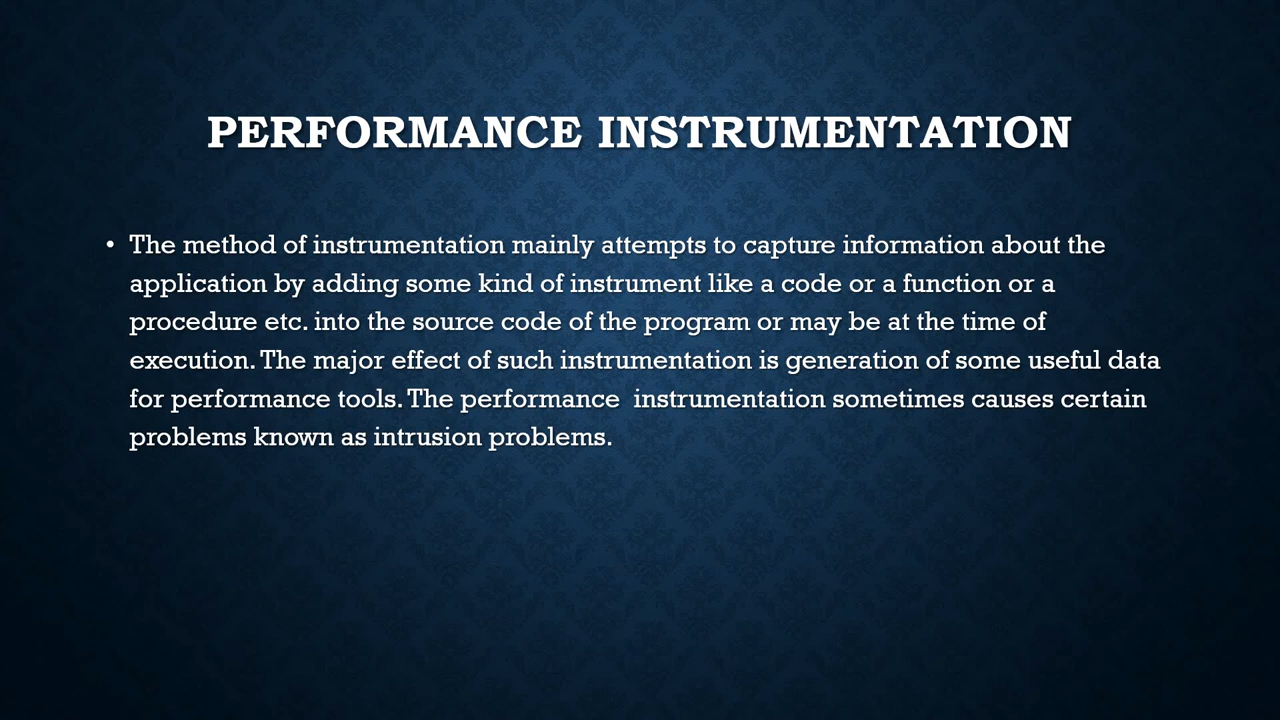 PERFORMANCE INSTRUMENTATION
• The method of instrumentation mainly attempts to capture information about the
application by adding some kind of instrument like a code or a function or a
procedure etc. into the source code of the program or may be at the time of
execution. The major effect of such instrumentation is generation of some useful data
for performance tools. The performance  instrumentation sometimes causes certain
problems known as intrusion problems.